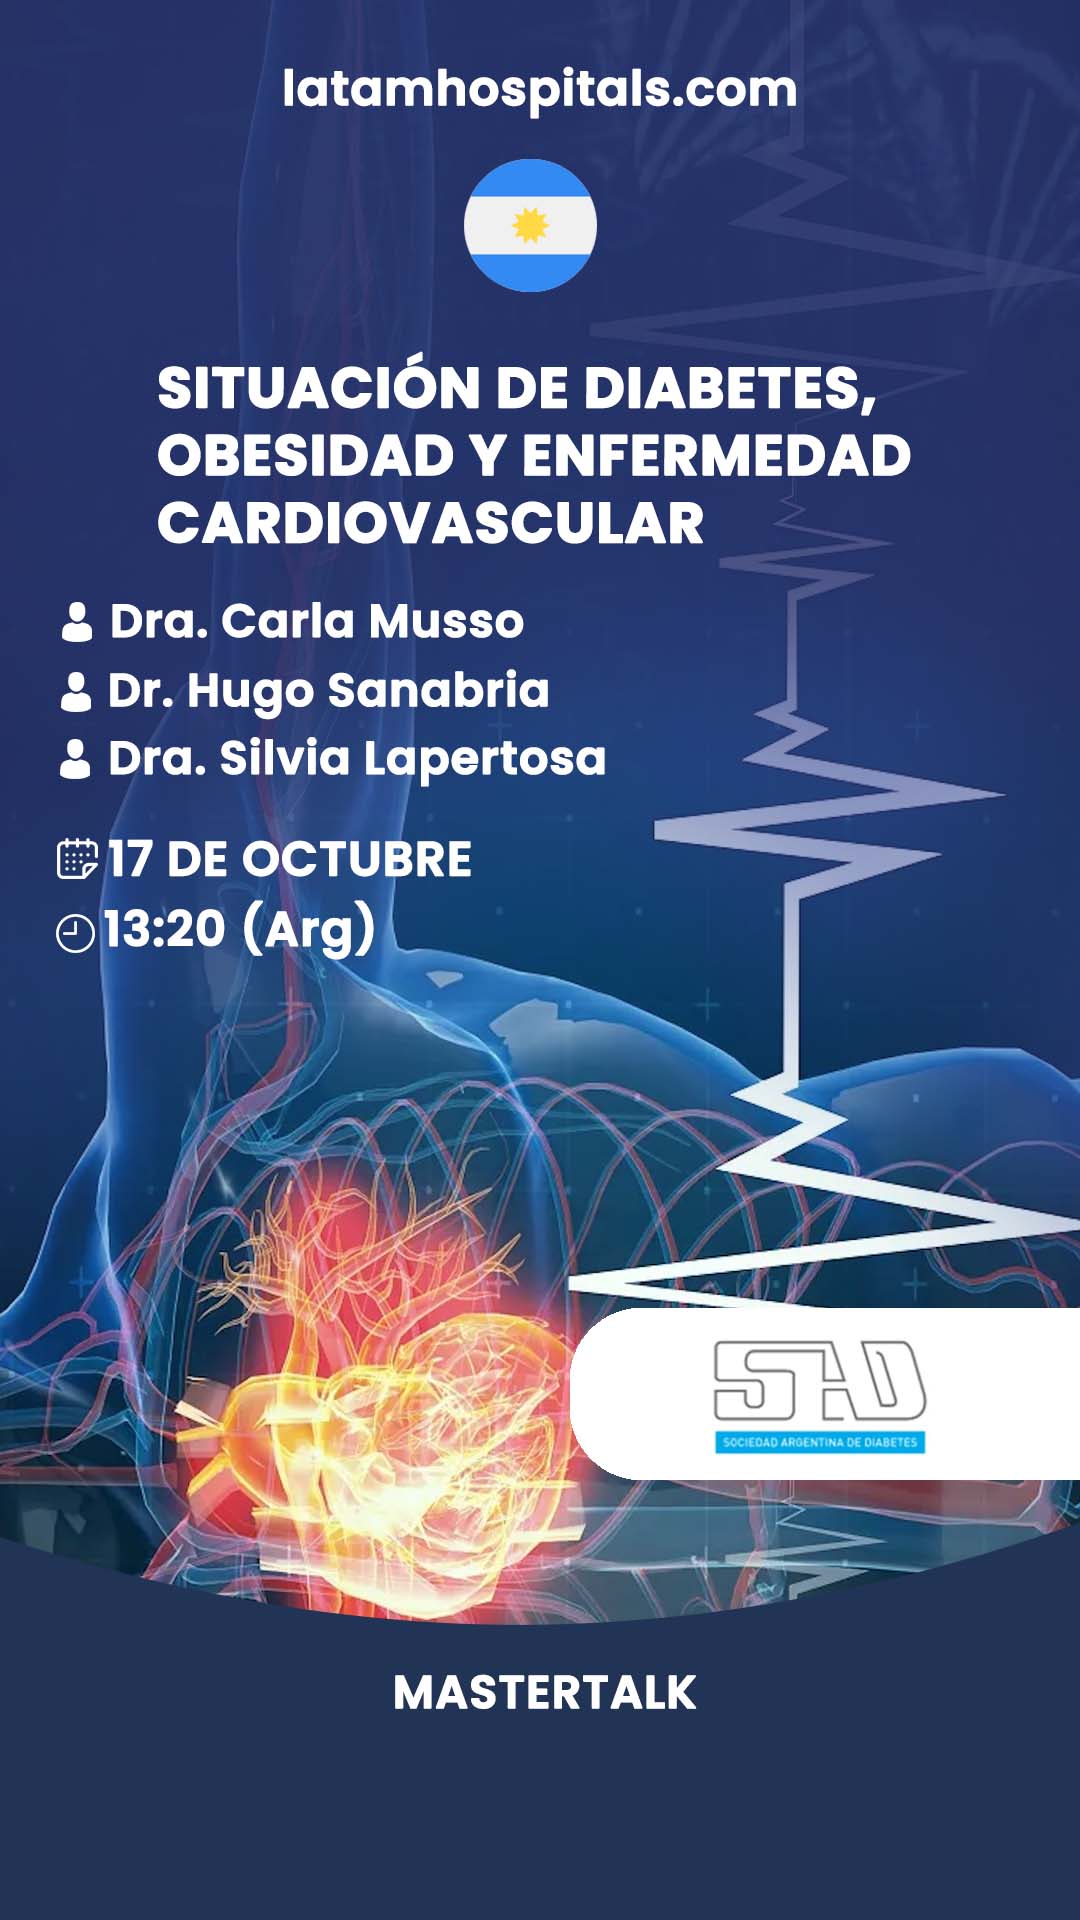 latamhospitals.com
SITUACIÓN DE DIABETES,
OBESIDAD Y ENFERMEDAD
CARDIOVASCULAR
Dra. Carla Musso
Dr. Hugo Sanabria
Dra. Silvia Lapertosa
17 DE OCTUBRE
13:20 (Arg)
SAD
SOCIEDAD ARGENTINA DE DIABETES
MASTERTALK